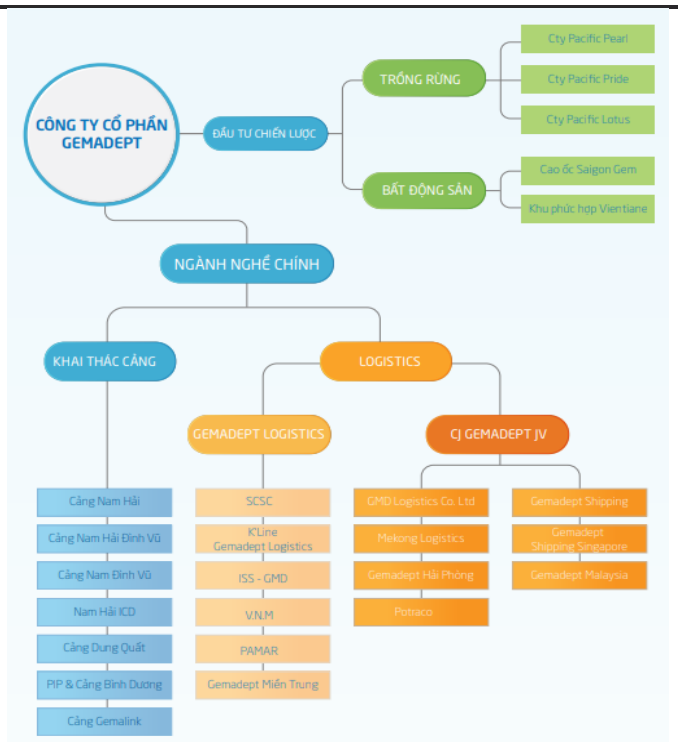 CÔNG TY CỔ PHẦN
GEMADEPT
ĐẦU TƯ CHIẾN LƯỢC
TRỒNG RỪNG
Cty Pacific Pearl
Cty Pacific Pride
Cty Pacific Lotus
BẤT ĐỘNG SẢN
Cao ốc Saigon Gem
Khu phức hợp Vientiane
NGÀNH NGHỀ CHÍNH
KHAI THÁC CẢNG
LOGISTICS
GEMADEPT LOGISTICS
CJ GEMADEPT JV
Cảng Nam Hải
Cảng Nam Hải Đình Vũ
Cảng Nam Đình Vũ
Nam Hải ICD
Cảng Dung Quất
PIP & Cảng Bình Dương
Cảng Gemalink
SCSC
K'Line
Gemadept Logistics
ISS - GMD
V.N.M
PAMAR
Gemadept Miền Trung
GMD Logistics Co. Ltd
Mekong Logistics
Gemadept Hải Phòng
Potraco
Gemadept Shipping
Gemadept
Shipping Singapore
Gemadept Malaysia